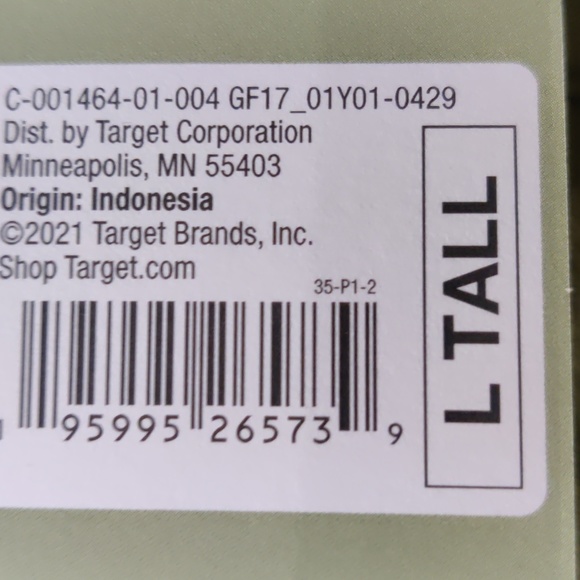 C-001464-01-004 GF17_01Y01-0429
Dist. by Target Corporation
Minneapolis, MN 55403
Origin: Indonesia
©2021 Target Brands, Inc.
Shop Target.com
35-P1-2
95995 26573 9
L TALL